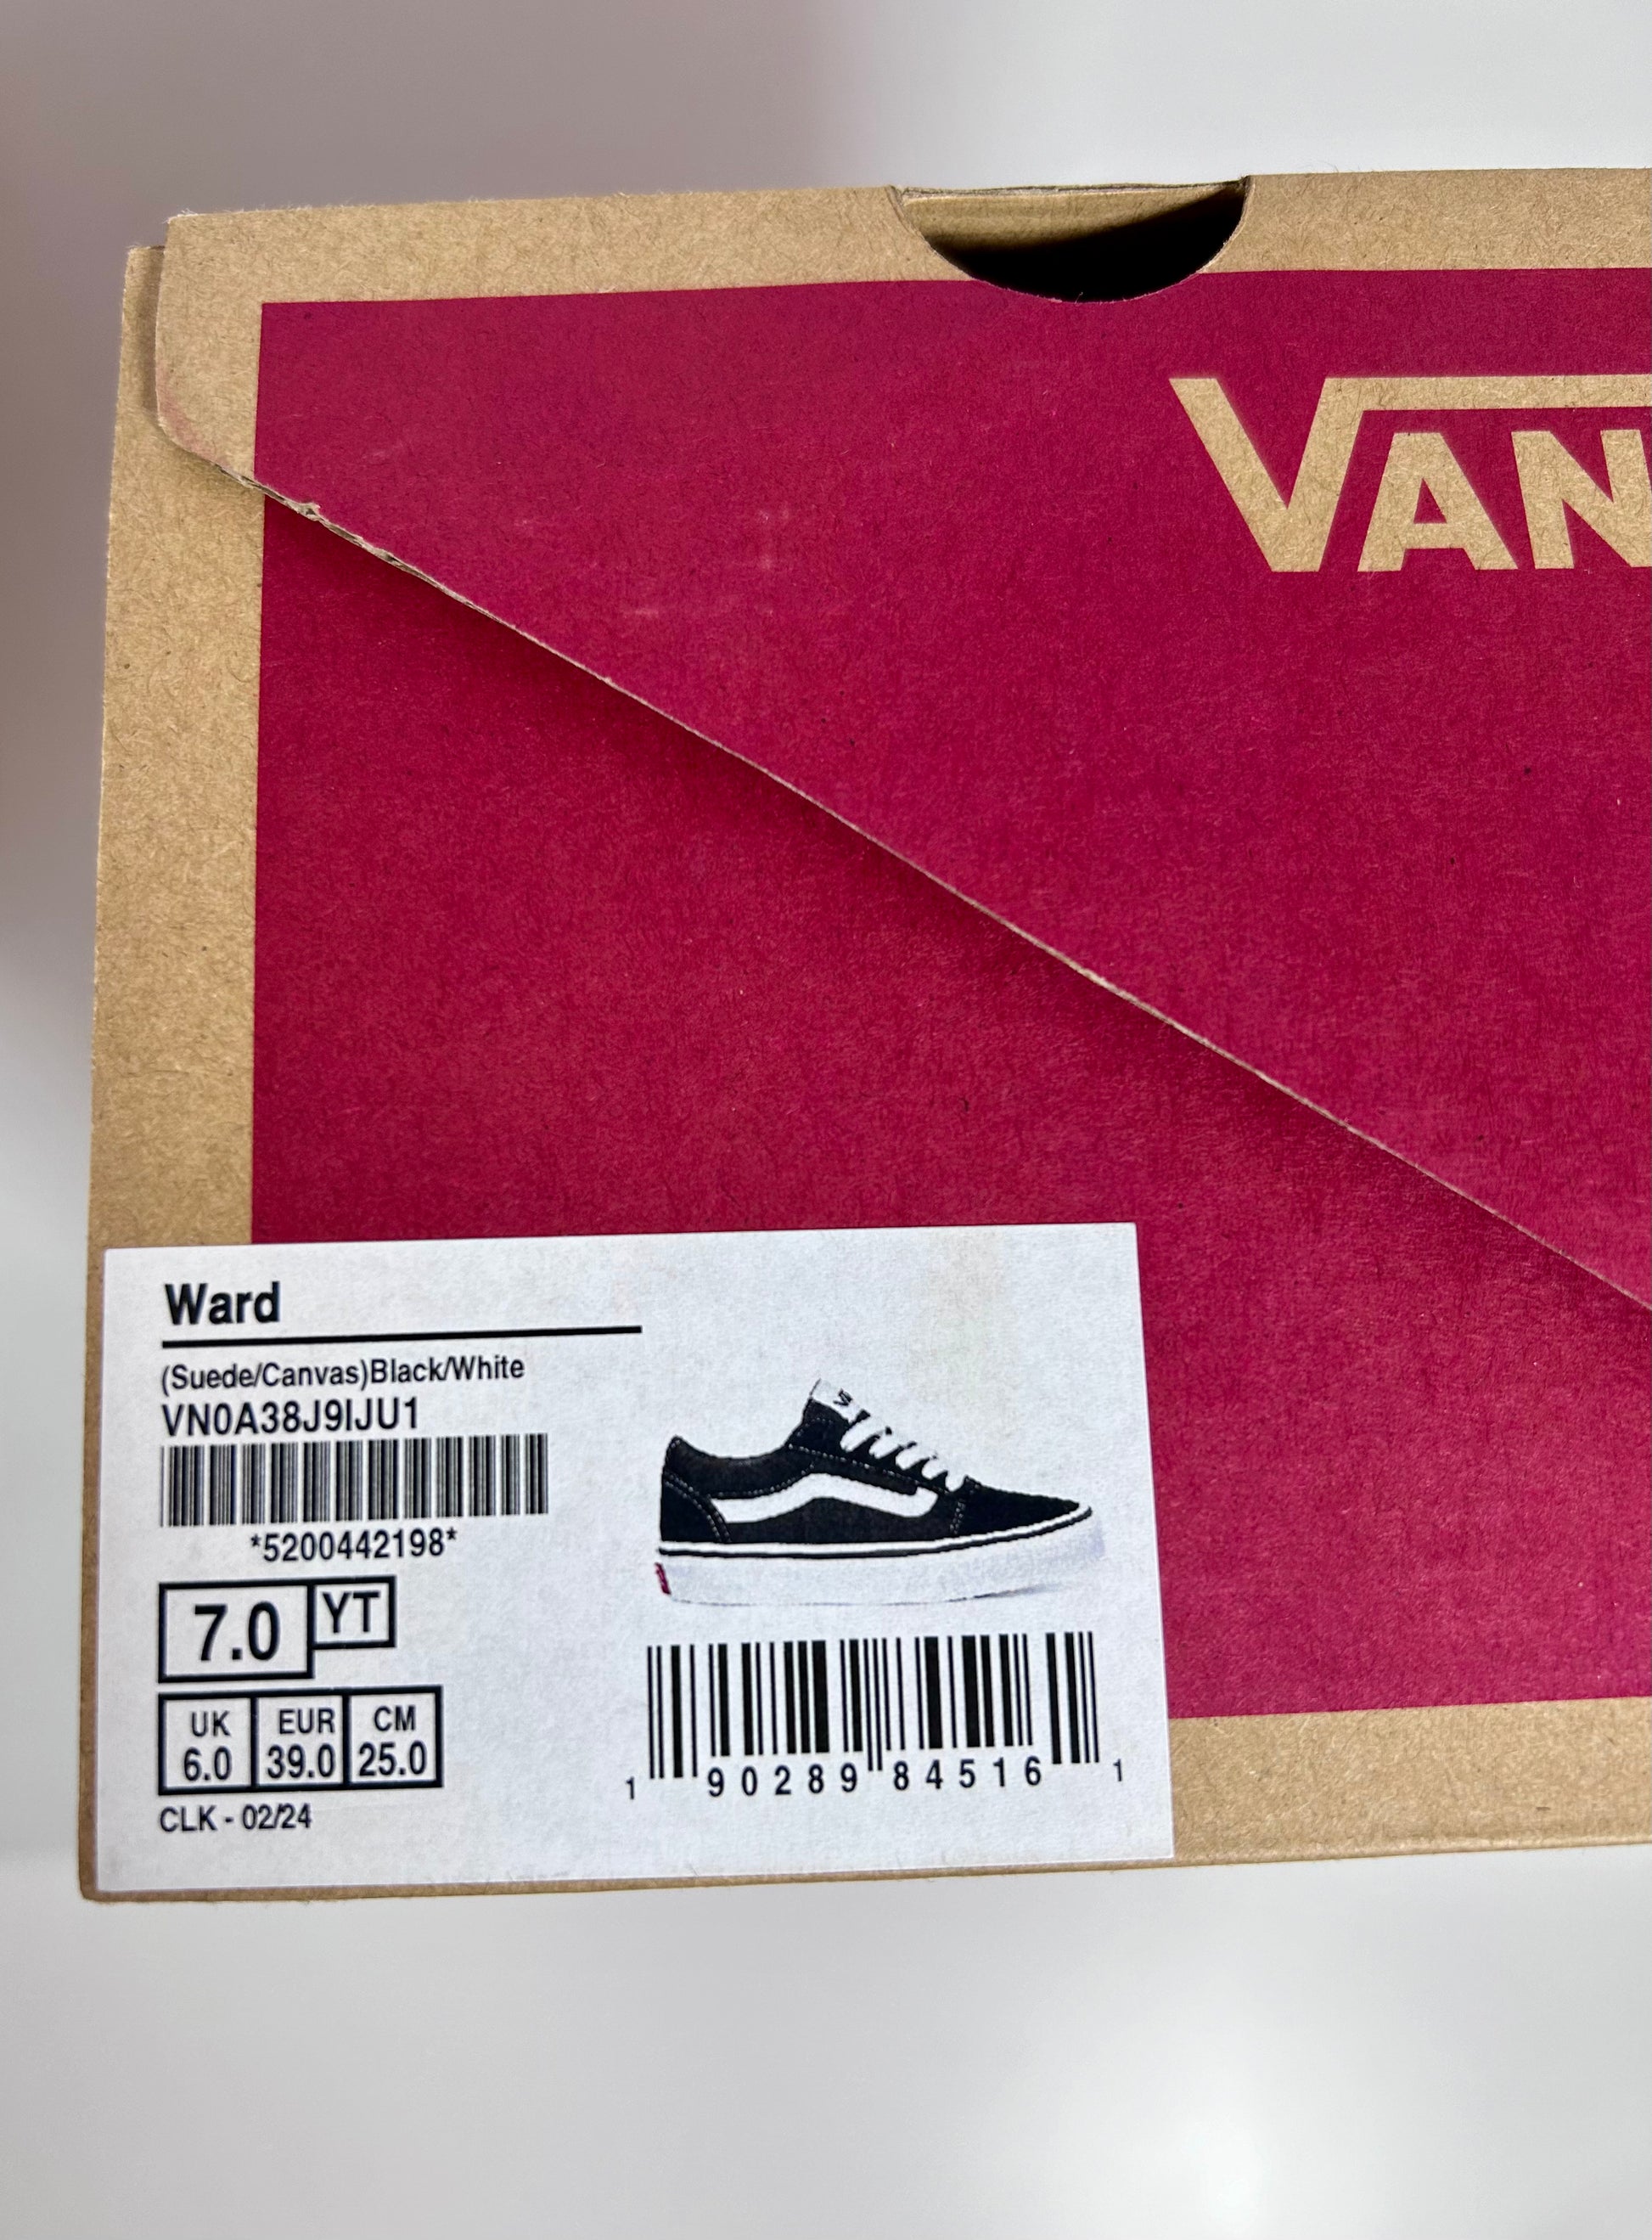 VAN
Ward
(Suede/Canvas)Black/White
VN0A38J9IJU1
*5200442198*
7.0 YT
UK EUR CM
6.0 39.0 25.0
CLK - 02/24
1 90289 84516 1